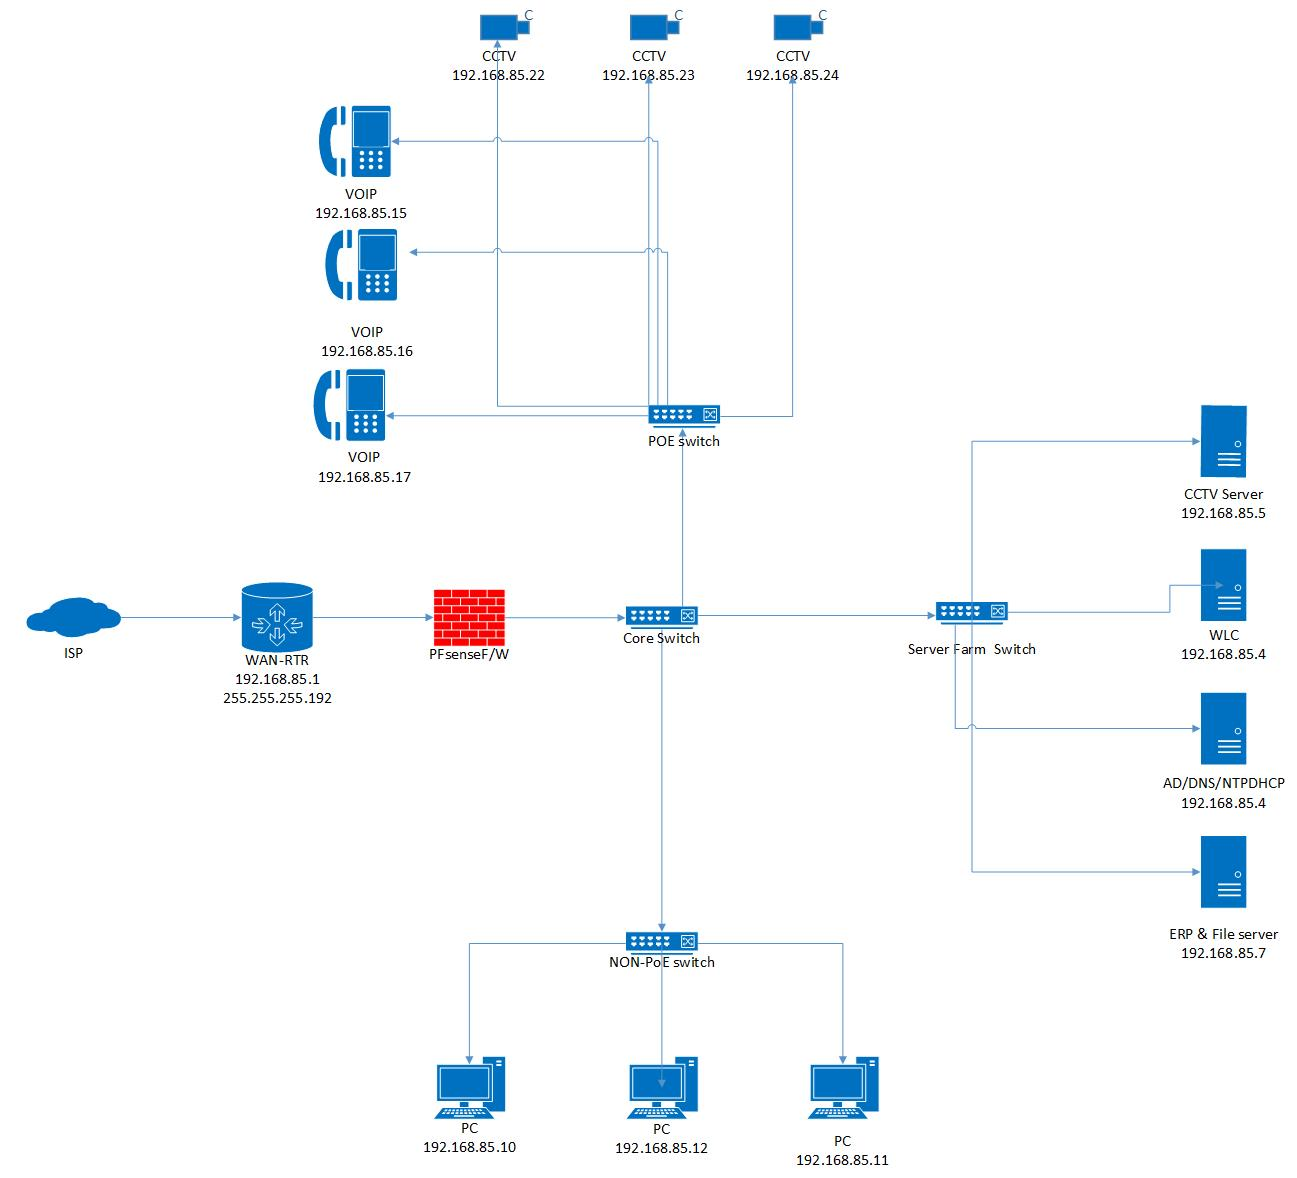 C
CCTV
192.168.85.22
C
CCTV
192.168.85.23
C
CCTV
192.168.85.24
VOIP
192.168.85.15
VOIP
192.168.85.16
VOIP
192.168.85.17
POE switch
CCTV Server
192.168.85.5
WLC
192.168.85.4
AD/DNS/NTPDHCP
192.168.85.4
ERP & File server
192.168.85.7
ISP
WAN-RTR
192.168.85.1
255.255.255.192
PFsenseF/W
Core Switch
Server Farm  Switch
NON-PoE switch
PC
192.168.85.10
PC
192.168.85.12
PC
192.168.85.11